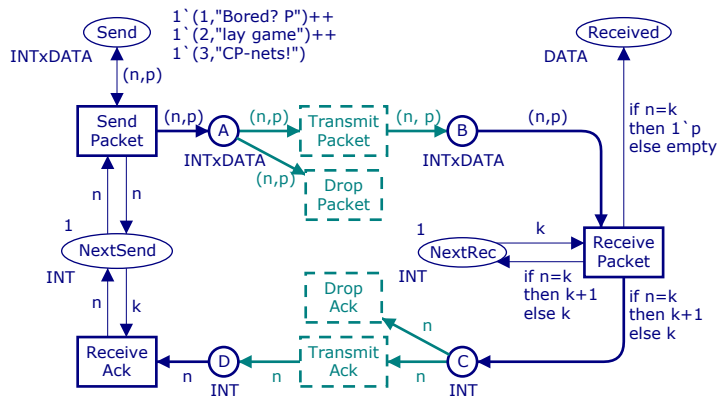 Send
1`(1,"Bored? P")++
1`(2,"lay game")++
1`(3,"CP-nets!")
Received
INTxDATA
DATA
(n,p)
Send
Packet
(n,p)
A
(n,p)
Transmit
Packet
(n, p)
B
(n,p)
if n=k
then 1`p
else empty
INTxDATA
INTxDATA
(n,p)
Drop
Packet
n
n
1
NextSend
INT
1
NextRec
INT
k
Receive
Packet
if n=k
then k+1
else k
if n=k
then k+1
else k
Drop
Ack
n
n
k
Receive
Ack
n
D
INT
n
Transmit
Ack
n
C
INT